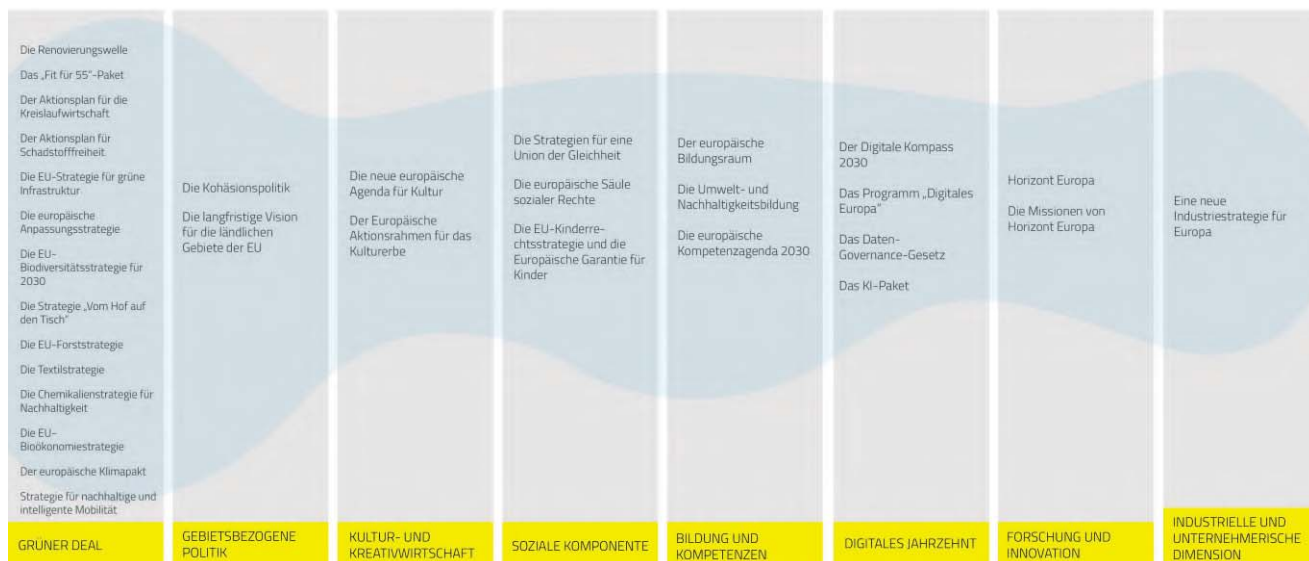 Die Renovierungswelle
Das „Fit für 55“-Paket
Der Aktionsplan für die
Kreislaufwirtschaft
Der Aktionsplan für
Schadstofffreiheit.
Die EU-Strategie für grüne
Infrastruktur
Die europäische
Anpassungsstrategie
Die EU-
Biodiversitätsstrategie für
2030
Die Strategie „Vom Hof auf
den Tisch“
Die EU-Forststrategie
Die Textilstrategie
Die Chemikalienstrategie für
Nachhaltigkeit
Die EU-
Bioökonomiestrategie
Der europäische Klimapakt
Strategie für nachhaltige und
intelligente Mobilität
GRÜNER DEAL
Die Kohäsionspolitik
Die langfristige Vision
für die ländlichen
Gebiete der EU
GEBIETSBEZOGENE
POLITIK
Die neue europäische
Agenda für Kultur
Der Europäische
Aktionsrahmen für das
Kulturerbe
KULTUR- UND
KREATIVWIRTSCHAFT
Die Strategien für eine
Union der Gleichheit
Die europäische Säule
sozialer Rechte
Die EU-Kinderre-
chtsstrategie und die
Europäische Garantie für
Kinder
SOZIALE KOMPONENTE
Der europäische
Bildungsraum
Die Umwelt- und
Nachhaltigkeitsbildung
Die europäische
Kompetenzagenda 2030
BILDUNG UND
KOMPETENZEN
Der Digitale Kompass
2030
Das Programm „Digitales
Europa“
Das Daten-
Governance-Gesetz
Das KI-Paket
DIGITALES JAHRZEHNT
Horizont Europa
Die Missionen von
Horizont Europa
FORSCHUNG UND
INNOVATION
Eine neue
Industriestrategie für
Europa
INDUSTRIELLE UND
UNTERNEHMERISCHE
DIMENSION